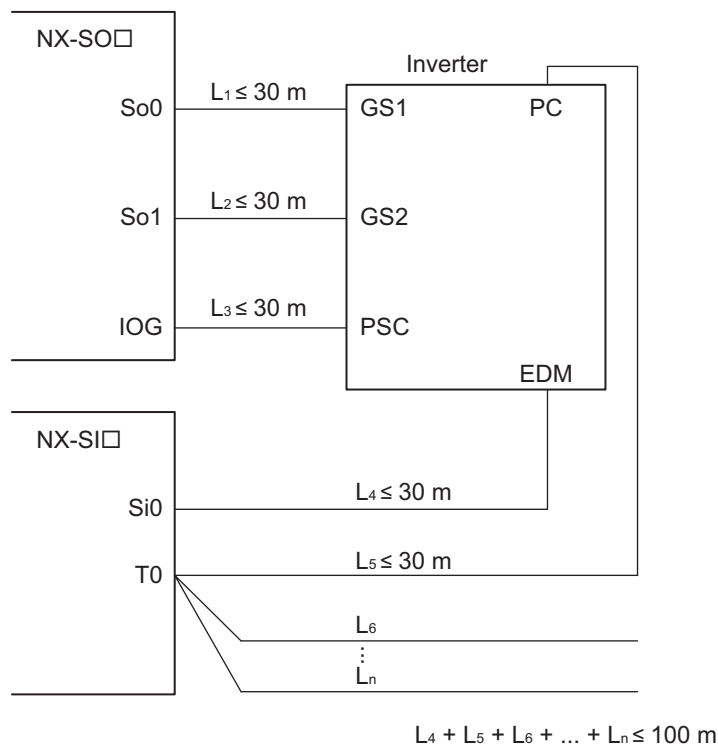 NX-SO□
Inverter
So0
L₁ ≤ 30 m
GS1
PC
So1
L₂ ≤ 30 m
GS2
IOG
L₃ ≤ 30 m
PSC
EDM
NX-SI□
Si0
L₄ ≤ 30 m
T0
L₅ ≤ 30 m
L₆
⋮
Lₙ
L₄ + L₅ + L₆ + ... + Lₙ ≤ 100 m